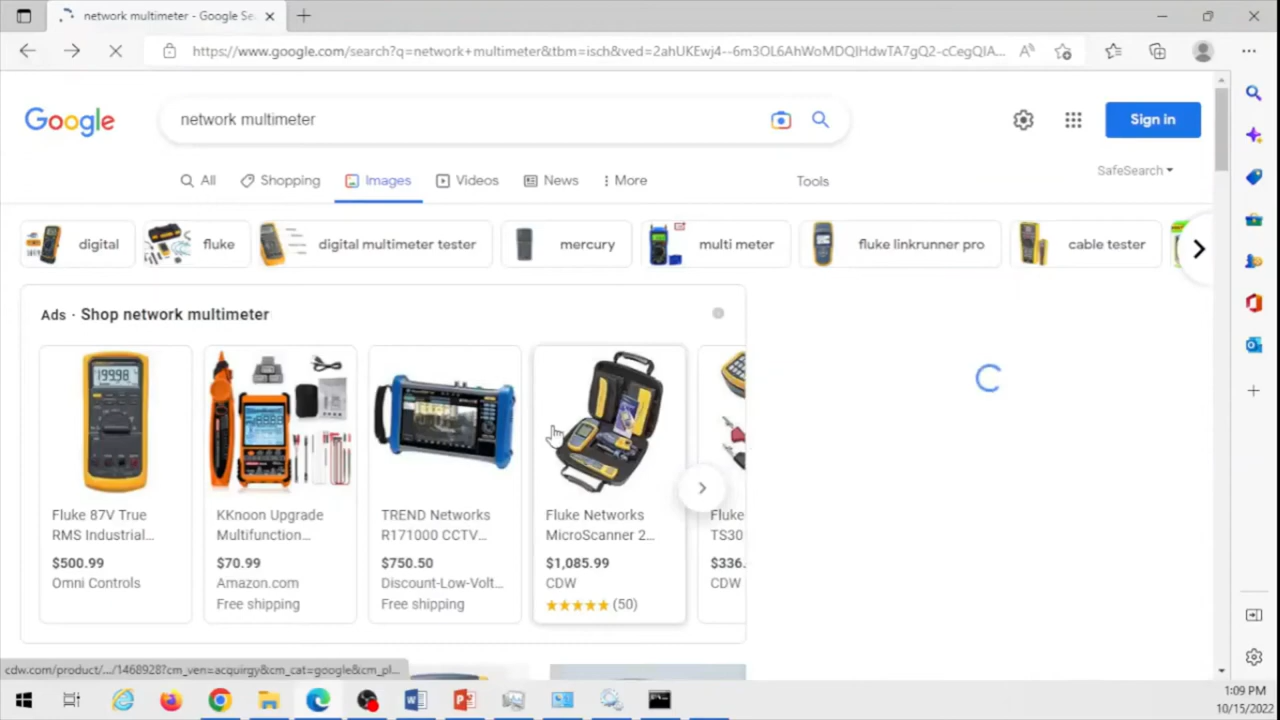 network multimeter - Google Se
https://www.google.com/search?q=network+multimeter&tbm=isch&ved=2ahUKEwj4--6m3OL6AhWoMDQIHdwTA7gQ2-cCegQIA...
Google
network multimeter
Sign in
All
Shopping
Images
Videos
News
More
Tools
SafeSearch
digital
fluke
digital multimeter tester
mercury
multi meter
fluke linkrunner pro
cable tester
Ads · Shop network multimeter
199.98
Fluke 87V True
RMS Industrial...
$500.99
Omni Controls
KKnoon Upgrade
Multifunction...
$70.99
Amazon.com
Free shipping
TREND Networks
R171000 CCTV...
$750.50
Discount-Low-Volt...
Free shipping
Fluke Networks
MicroScanner 2...
$1,085.99
CDW
(50)
Fluke
TS30
$336.
CDW
cdw.com/product/.../1468928?cm_ven=acquirgy&cm_cat=google&cm_pl...
1:09 PM
10/15/2022